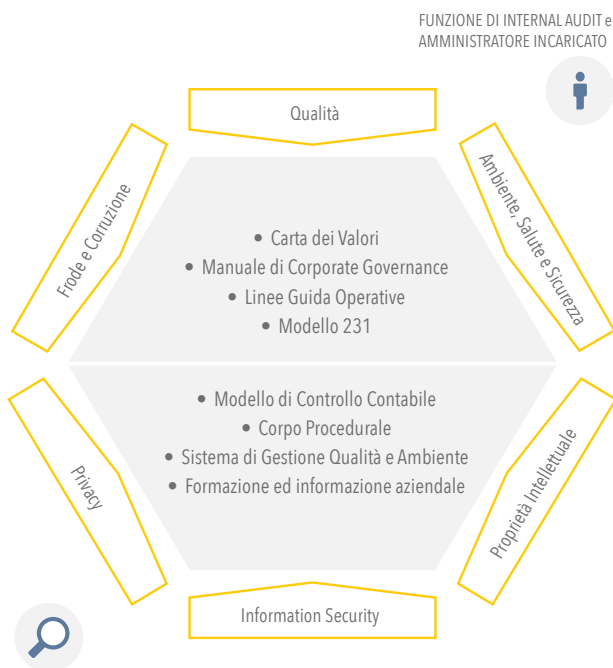 FUNZIONE DI INTERNAL AUDIT e
AMMINISTRATORE INCARICATO
Qualità
Frode e Corruzione
Ambiente, Salute e Sicurezza
• Carta dei Valori
• Manuale di Corporate Governance
• Linee Guida Operative
• Modello 231
• Modello di Controllo Contabile
• Corpo Procedurale
• Sistema di Gestione Qualità e Ambiente
• Formazione ed informazione aziendale
Privacy
Proprietà Intellettuale
Information Security